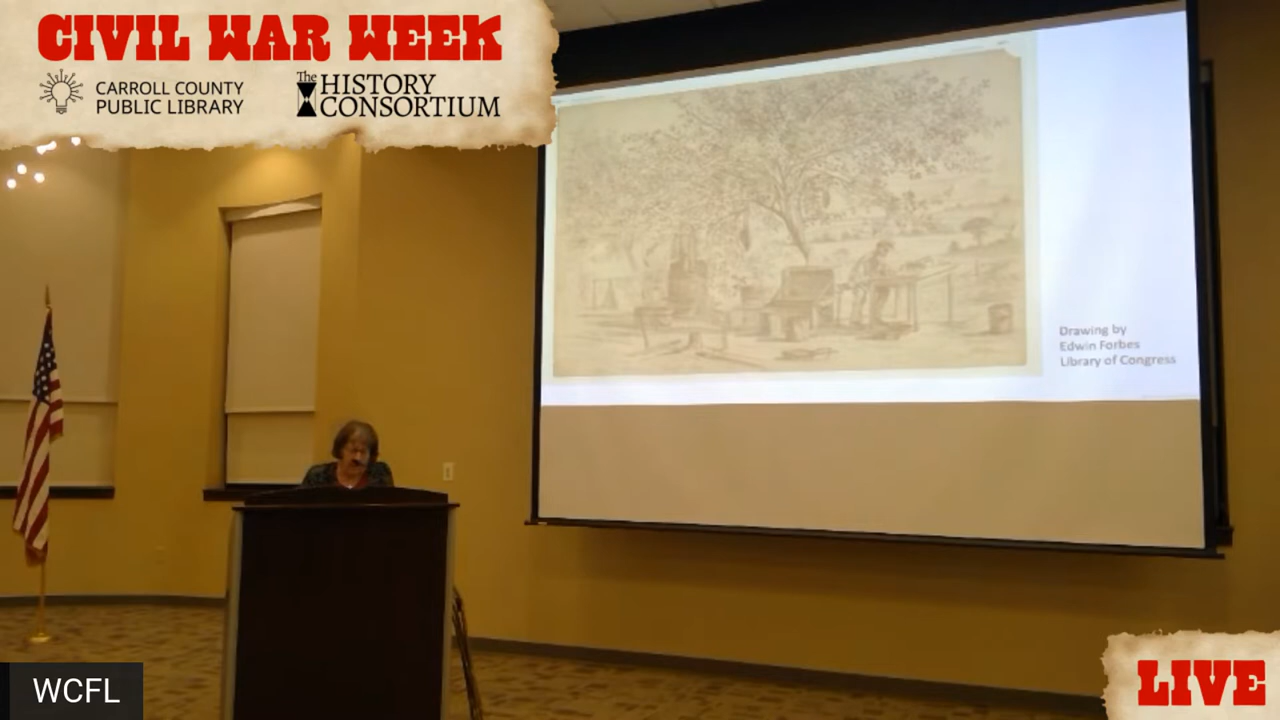 CIVIL WAR WEEK
CARROLL COUNTY
PUBLIC LIBRARY
The HISTORY
CONSORTIUM
Drawing by
Edwin Forbes
Library of Congress
WCFL
LIVE